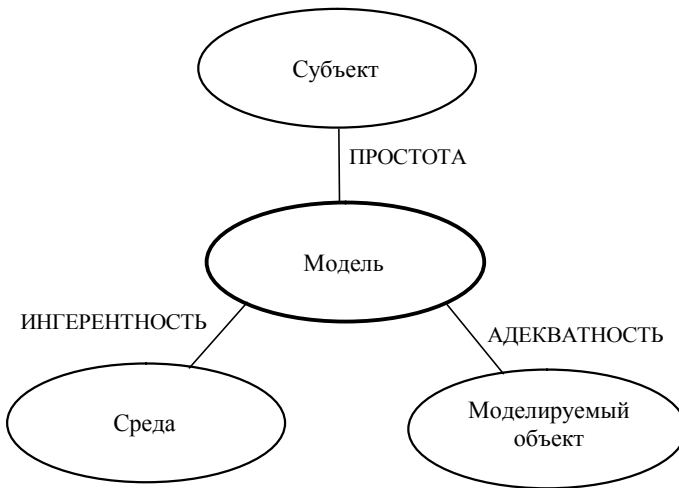 Субъект
ПРОСТОТА
Модель
ИНГЕРЕНТНОСТЬ
АДЕКВАТНОСТЬ
Среда
Моделируемый
объект